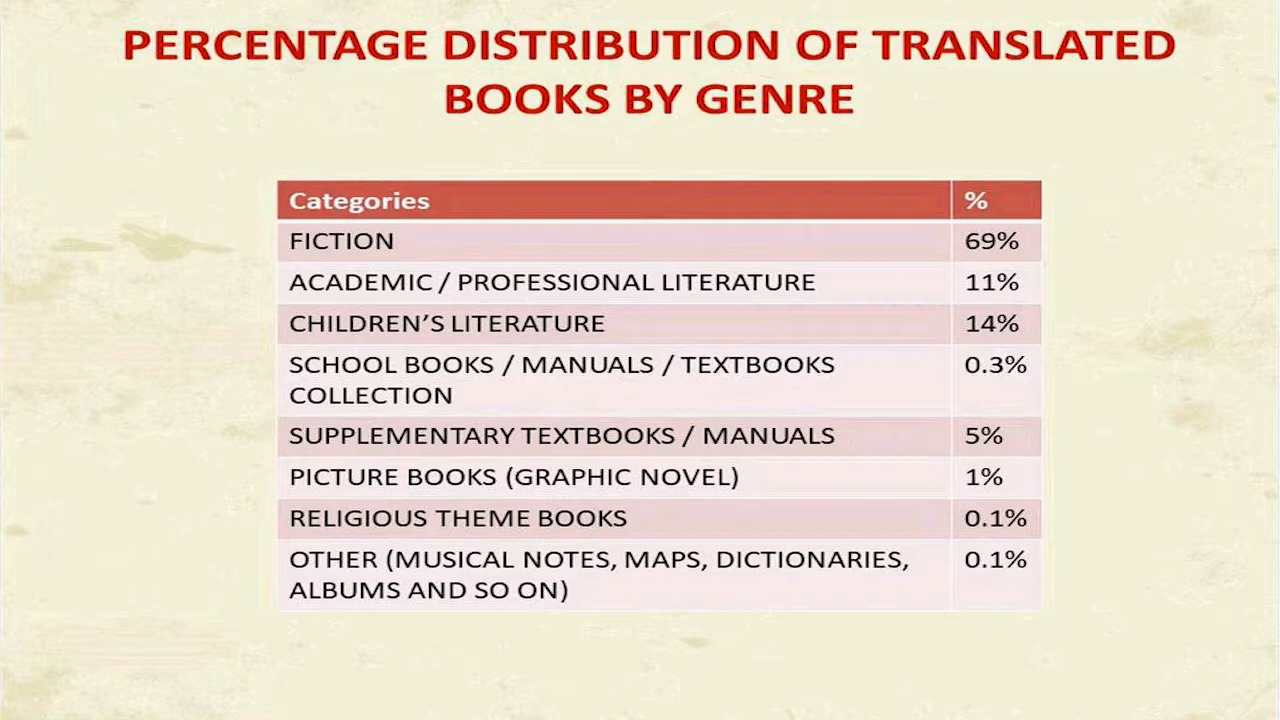 PERCENTAGE DISTRIBUTION OF TRANSLATED
BOOKS BY GENRE
Categories %
FICTION 69%
ACADEMIC / PROFESSIONAL LITERATURE 11%
CHILDREN’S LITERATURE 14%
SCHOOL BOOKS / MANUALS / TEXTBOOKS 0.3%
COLLECTION
SUPPLEMENTARY TEXTBOOKS / MANUALS 5%
PICTURE BOOKS (GRAPHIC NOVEL) 1%
RELIGIOUS THEME BOOKS 0.1%
OTHER (MUSICAL NOTES, MAPS, DICTIONARIES, 0.1%
ALBUMS AND SO ON)